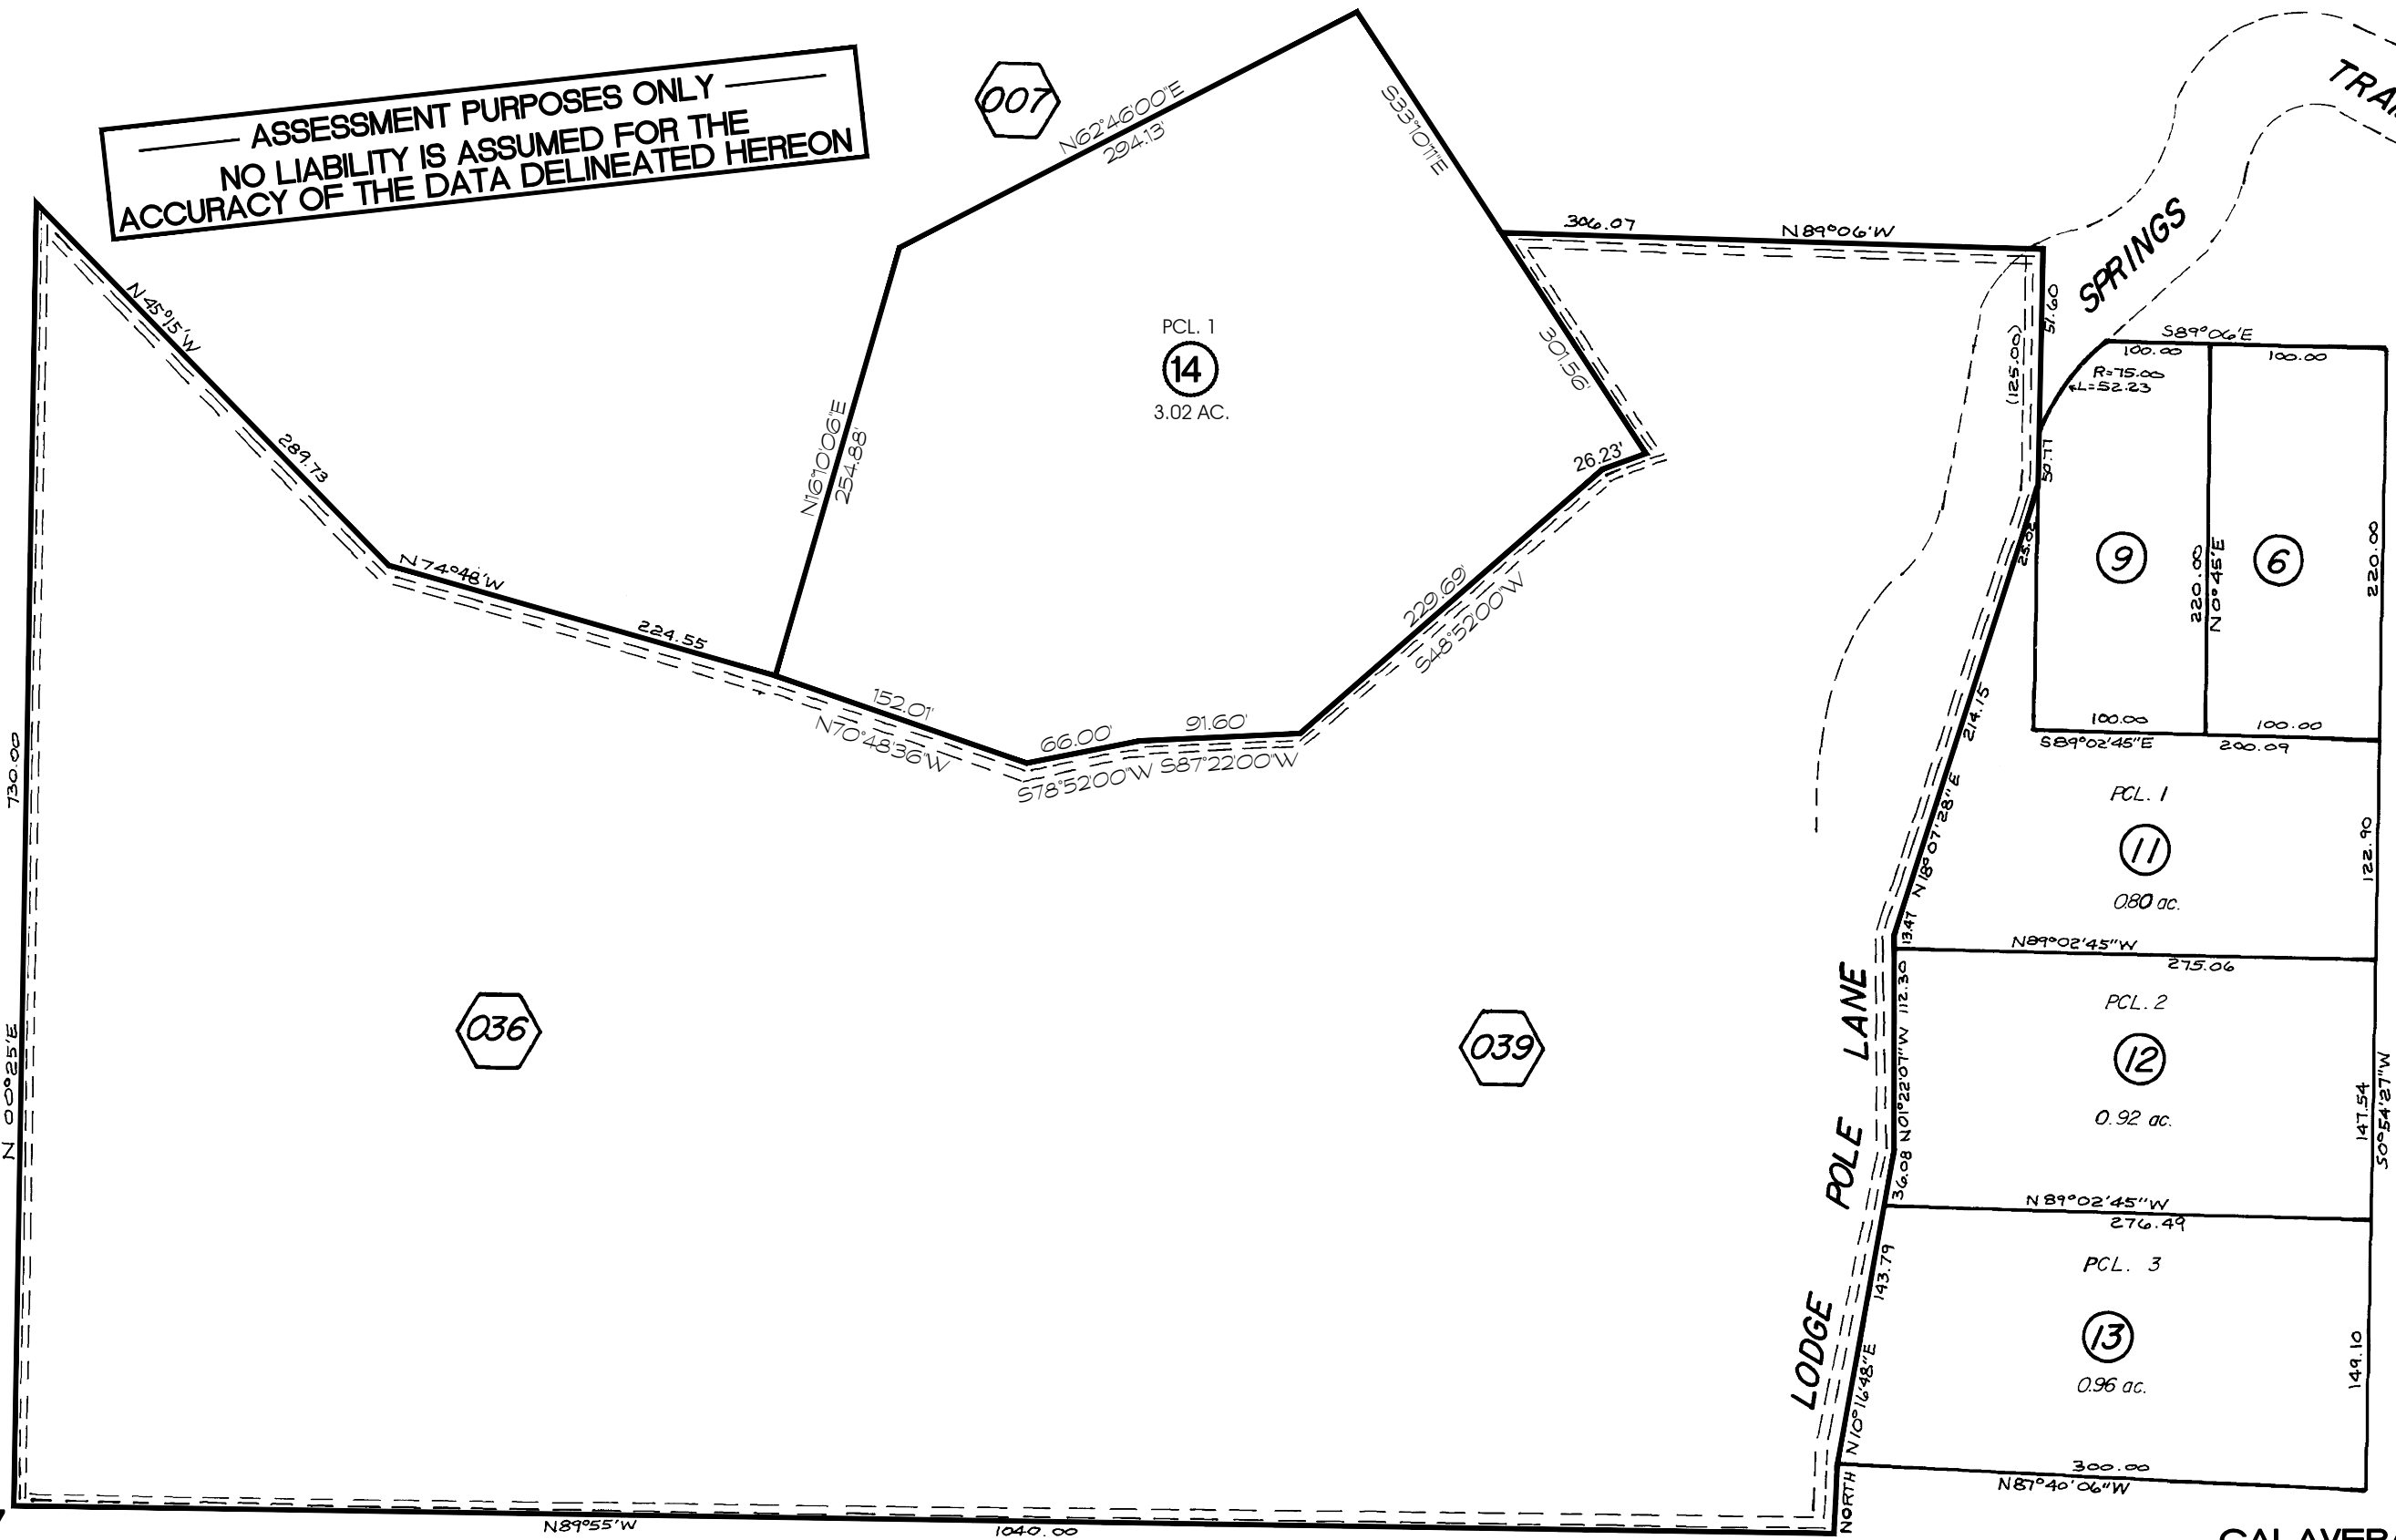 ASSESSMENT PURPOSES ONLY
NO LIABILITY IS ASSUMED FOR THE
ACCURACY OF THE DATA DELINEATED HEREON
007
N62°46'00"E
294.13'
S33°10'11"E
301.56'
306.07
N89°06'W
SPRINGS
51.60
(125.00)
50.77
25.02
S89°06'E
100.00
100.00
R=75.00
L=52.23
N45°15'W
289.73
PCL. 1
14
3.02 AC.
N16°10'06"E
254.88'
26.23'
229.69'
S48°52'00"W
9
220.00
N0°45'E
6
220.00
N74°48'W
224.55
152.01'
N70°48'36"W
66.00'
S78°52'00"W
91.60'
S87°22'00"W
214.15
N18°07'28"E
13.47
100.00
100.00
S89°02'45"E
200.09
PCL. 1
11
0.80 ac.
122.90
N89°02'45"W
275.06
730.00
N 00°25'E
036
039
LODGE POLE LANE
112.30
N01°22'07"W
36.08
PCL. 2
12
0.92 ac.
147.54
S0°54'27"W
N89°02'45"W
276.49
143.79
N10°16'48"E
PCL. 3
13
0.96 ac.
149.10
300.00
N87°40'06"W
NORTH
N89°55'W
1040.00